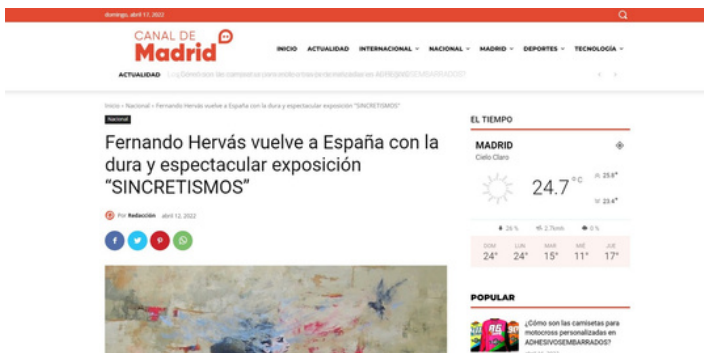 domingo, abril 17, 2022
CANAL DE
Madrid
INICIO ACTUALIDAD INTERNACIONAL NACIONAL MADRID DEPORTES TECNOLOGÍA
ACTUALIDAD
Inicio › Nacional › Fernando Hervás vuelve a España con la dura y espectacular exposición "SINCRETISMOS"
Nacional
Fernando Hervás vuelve a España con la
dura y espectacular exposición
“SINCRETISMOS”
Por Redacción abril 12, 2022
EL TIEMPO
MADRID
Cielo Claro
24.7 °C
25.6°
23.4°
26 % 2.7kmh 0 %
DOM LUN MAR MIÉ JUE
24° 24° 15° 11° 17°
POPULAR
¿Cómo son las camisetas para
motocross personalizadas en
ADHESIVOSEMBARRADOS?